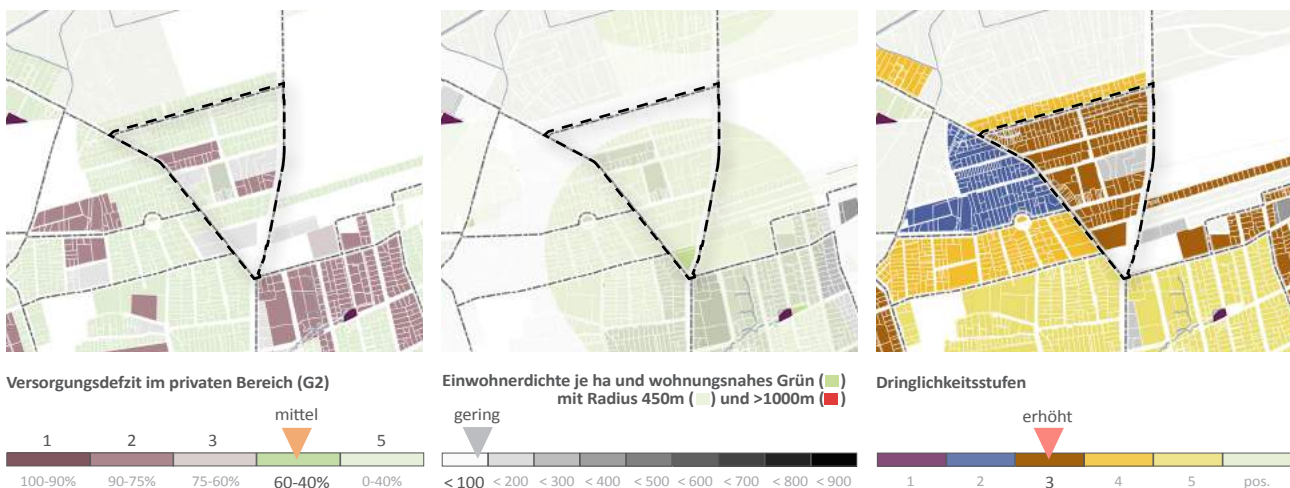 Versorgungsdefzit im privaten Bereich (G2)
mittel
1 2 3 5
100-90% 90-75% 75-60% 60-40% 0-40%
Einwohnerdichte je ha und wohnungsnahes Grün ( )
mit Radius 450m ( ) und >1000m ( )
gering
< 100 < 200 < 300 < 400 < 500 < 600 < 700 < 800 < 900
Dringlichkeitsstufen
erhöht
1 2 3 4 5 pos.